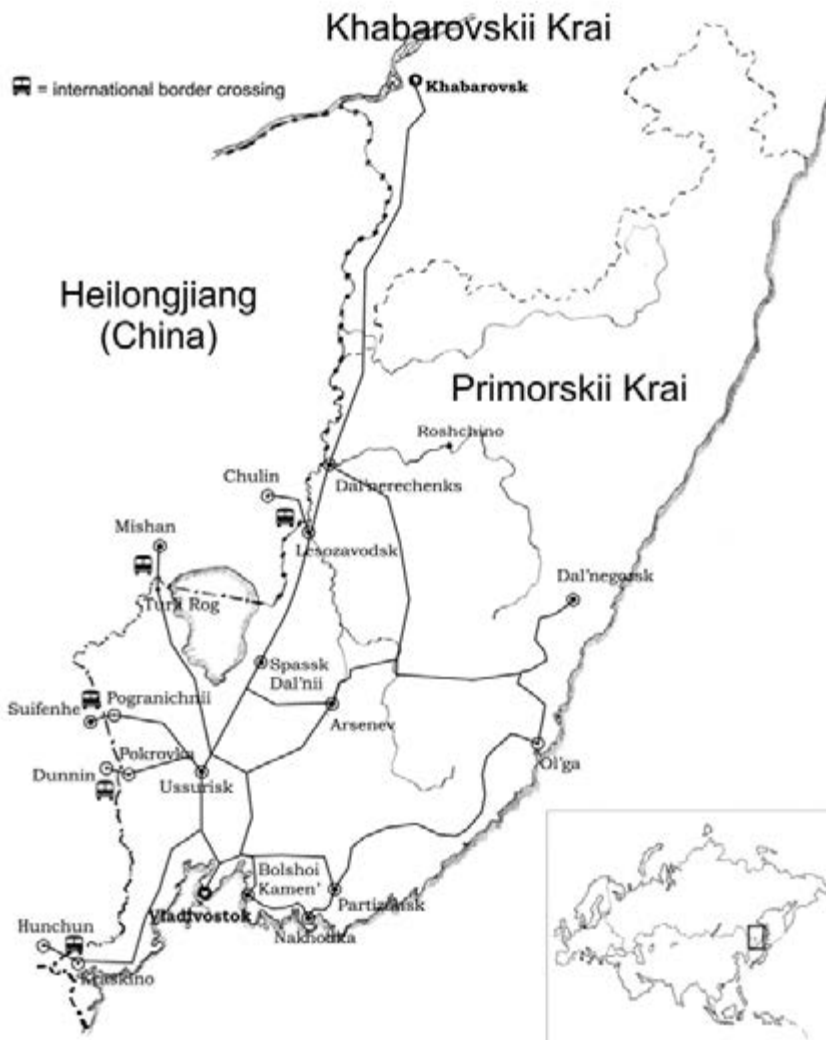 Khabarovskii Krai
= international border crossing
Khabarovsk
Heilongjiang
(China)
Primorskii Krai
Roshchino
Chulin
Dal'nerechenks
Mishan
Lesozavodsk
Dal'negorsk
Turii Rog
Spassk
Dal'nii
Pogranichnii
Suifenhe
Arsenev
Pokrovka
Dunnin
Ussurisk
Ol'ga
Bolshoi
Kamen'
Partizansk
Vladivostok
Nakhodka
Hunchun
Kraskino